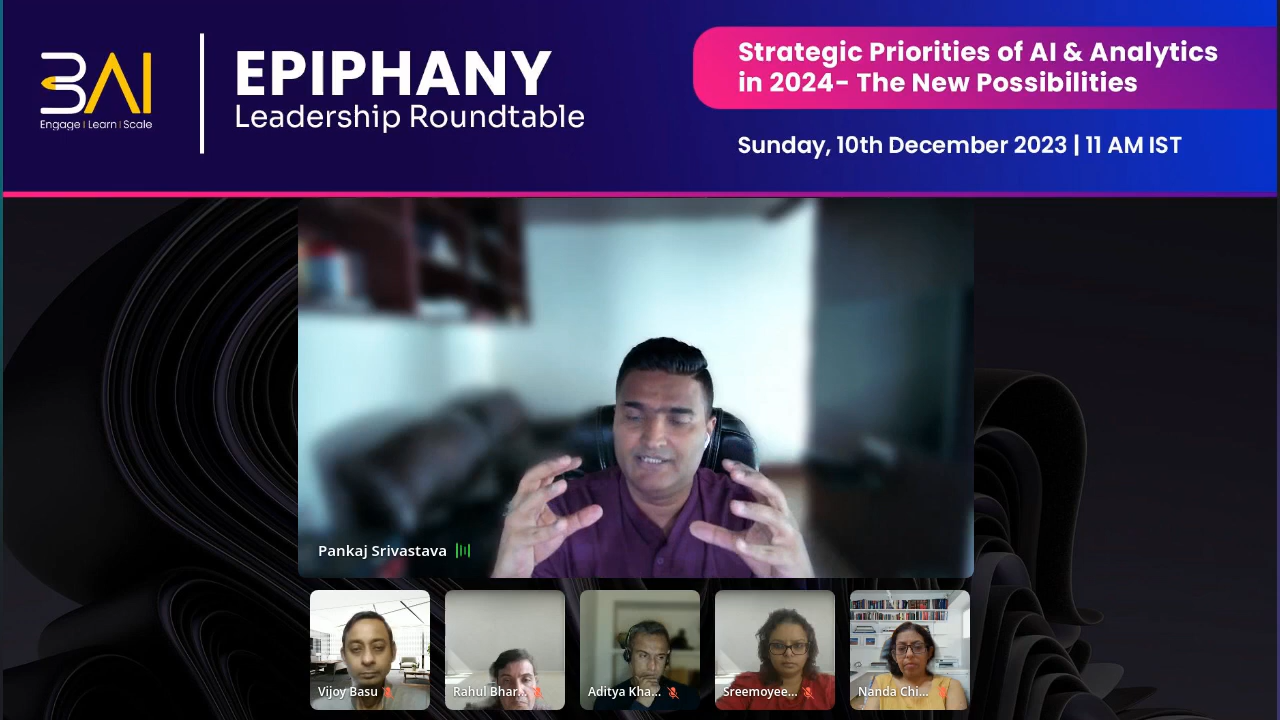 3AI
Engage | Learn | Scale
EPIPHANY
Leadership Roundtable
Strategic Priorities of AI & Analytics
in 2024- The New Possibilities
Sunday, 10th December 2023 | 11 AM IST
Pankaj Srivastava
Vijoy Basu
Rahul Bhar...
Aditya Kha...
Sreemoyee...
Nanda Chi...